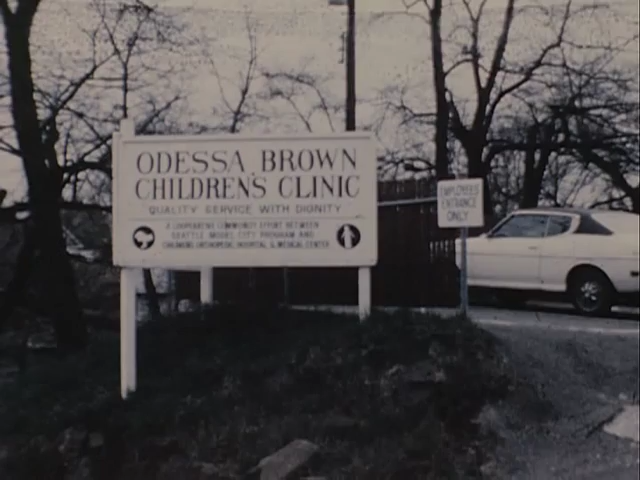 ODESSA BROWN
CHILDREN'S CLINIC
QUALITY SERVICE WITH DIGNITY
A COOPERATIVE COMMUNITY EFFORT BETWEEN
SEATTLE MODEL CITY PROGRAM AND
CHILDRENS ORTHOPEDIC HOSPITAL & MEDICAL CENTER
EMPLOYEES
ENTRANCE
ONLY